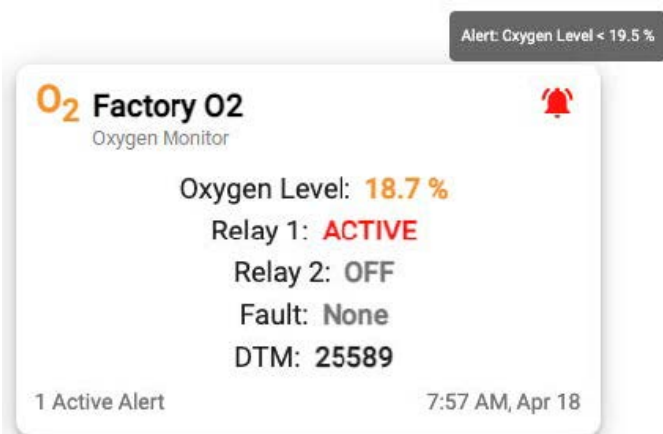 Alert: Oxygen Level < 19.5 %
O2 Factory O2
Oxygen Monitor
Oxygen Level: 18.7 %
Relay 1: ACTIVE
Relay 2: OFF
Fault: None
DTM: 25589
1 Active Alert 7:57 AM, Apr 18